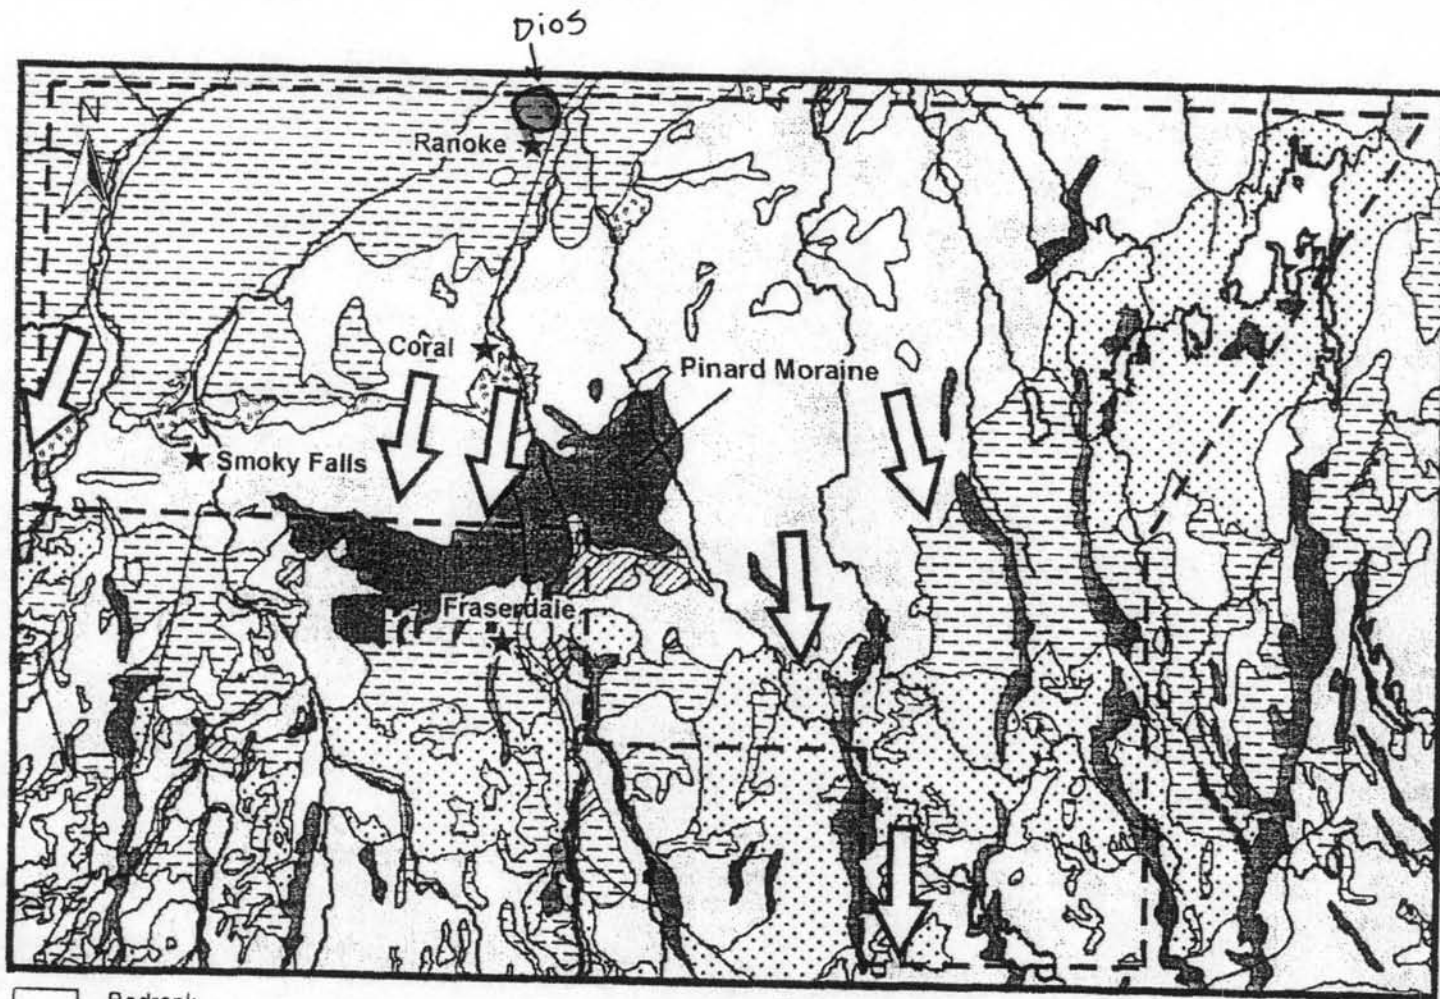 Dios
N
Ranoke
Coral
Pinard Moraine
Smoky Falls
Fraserdale